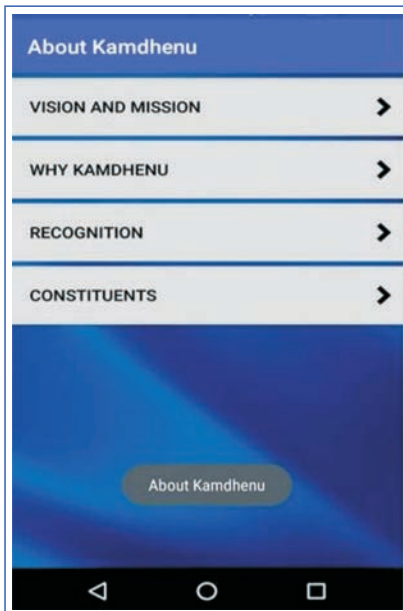 About Kamdhenu
VISION AND MISSION
WHY KAMDHENU
RECOGNITION
CONSTITUENTS
About Kamdhenu